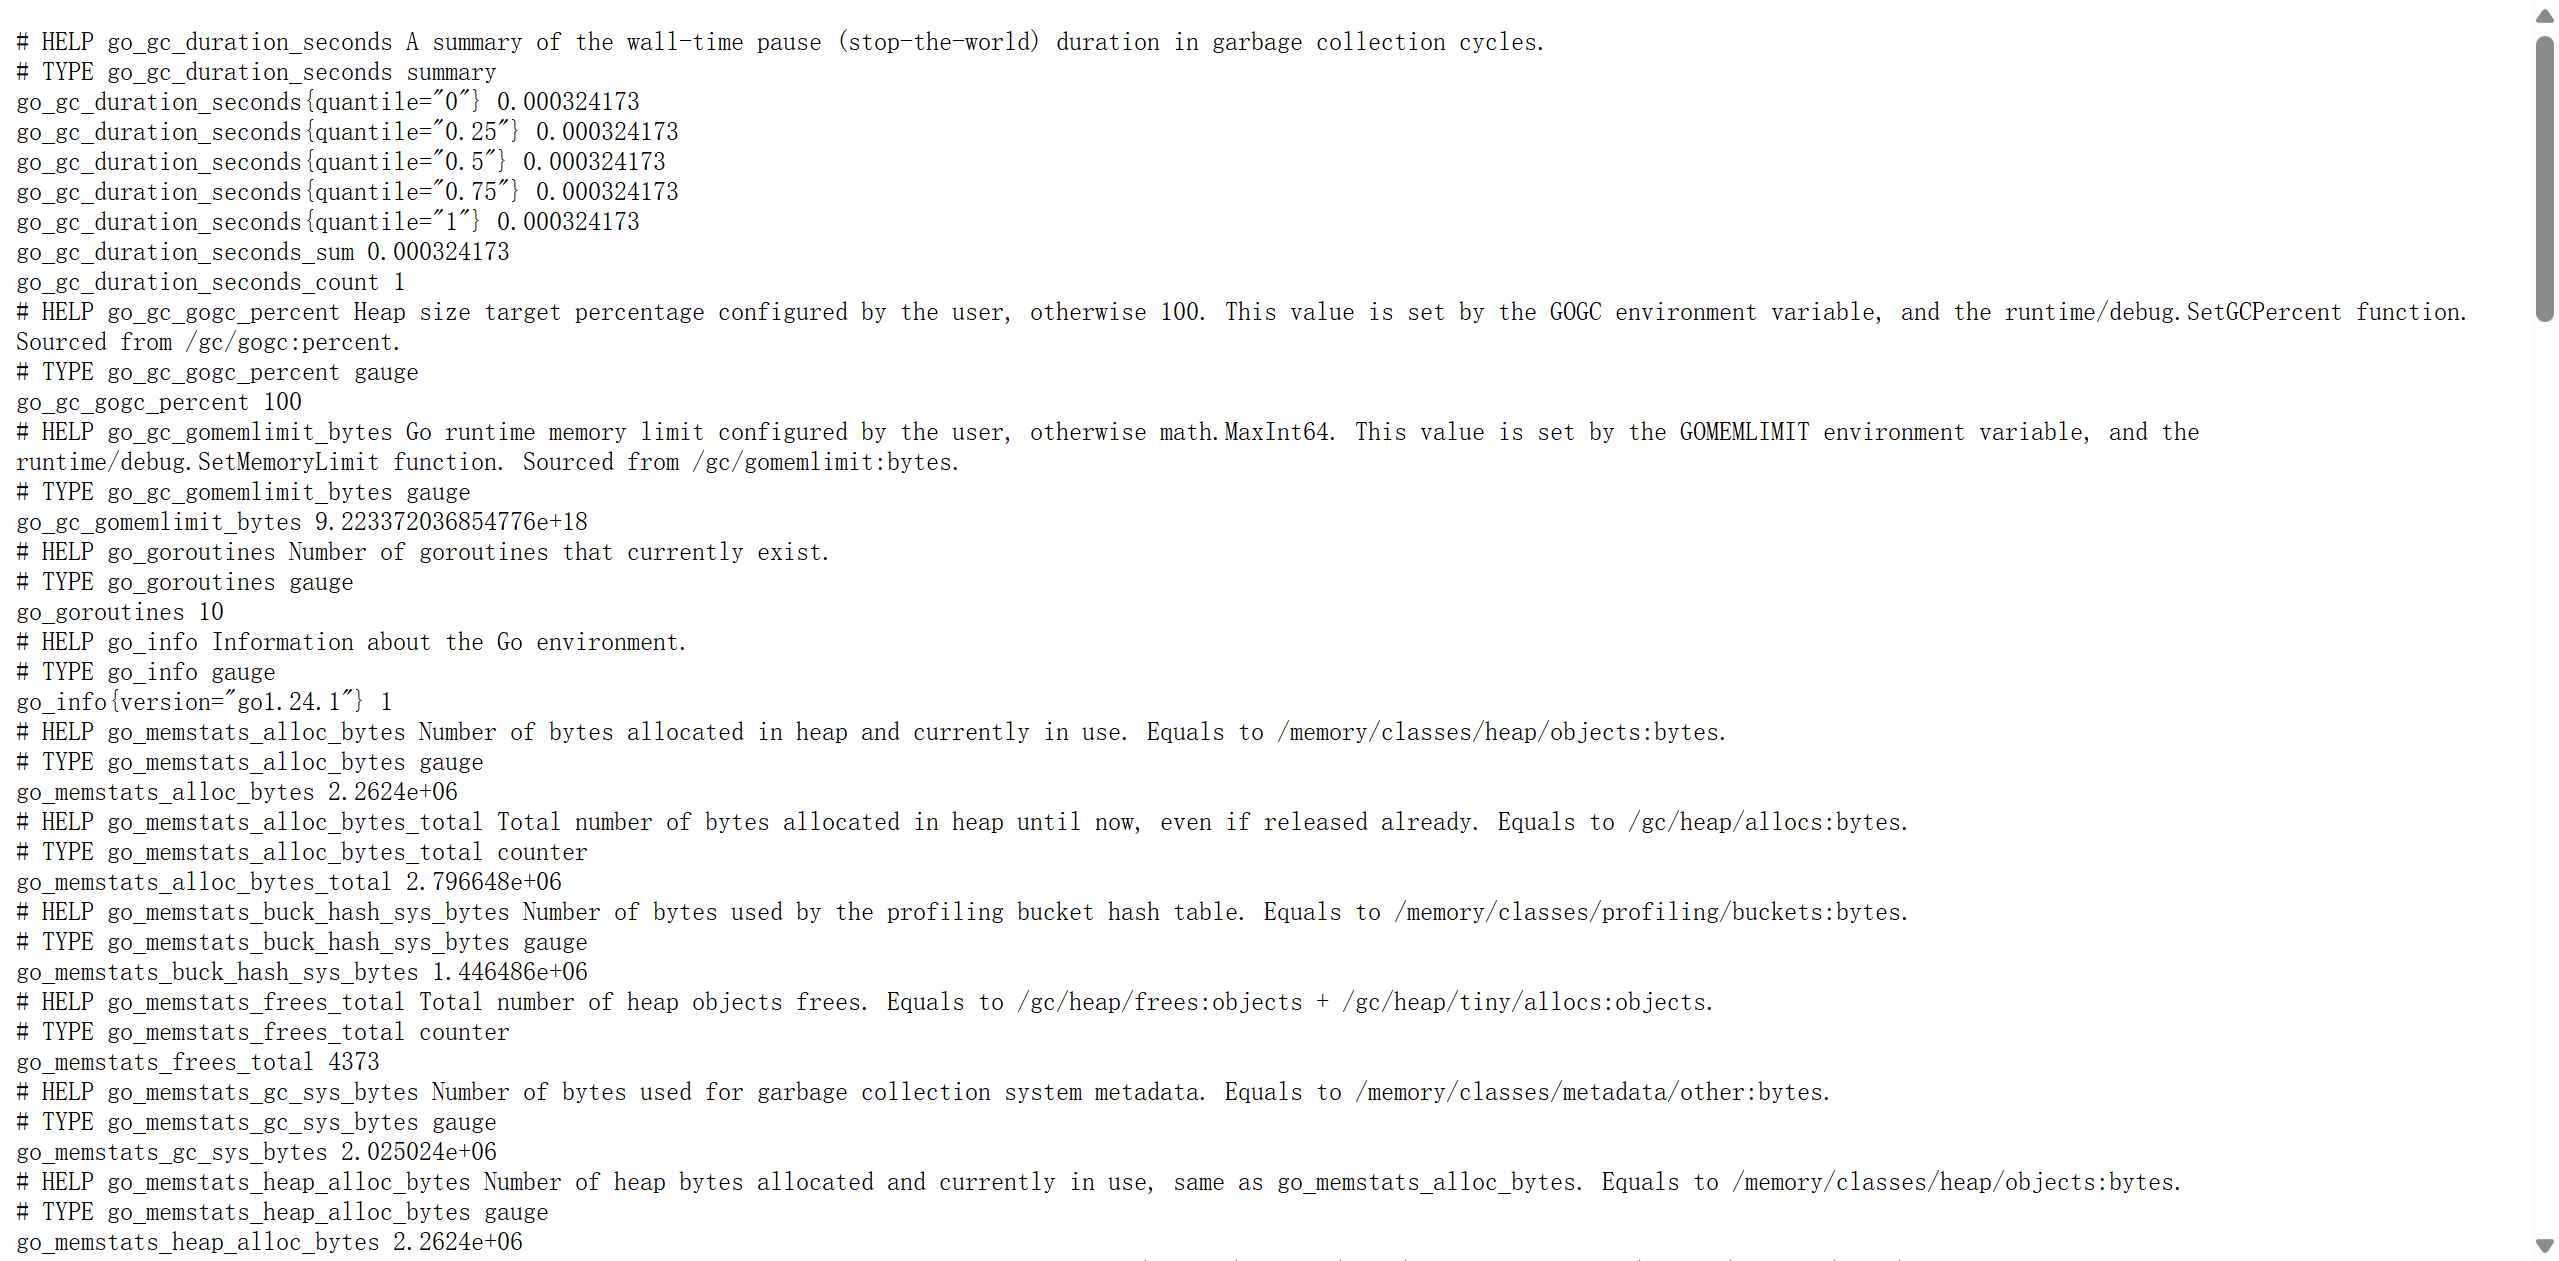 # HELP go_gc_duration_seconds A summary of the wall-time pause (stop-the-world) duration in garbage collection cycles.
# TYPE go_gc_duration_seconds summary
go_gc_duration_seconds{quantile="0"} 0.000324173
go_gc_duration_seconds{quantile="0.25"} 0.000324173
go_gc_duration_seconds{quantile="0.5"} 0.000324173
go_gc_duration_seconds{quantile="0.75"} 0.000324173
go_gc_duration_seconds{quantile="1"} 0.000324173
go_gc_duration_seconds_sum 0.000324173
go_gc_duration_seconds_count 1
# HELP go_gc_gogc_percent Heap size target percentage configured by the user, otherwise 100. This value is set by the GOGC environment variable, and the runtime/debug.SetGCPercent function.
Sourced from /gc/gogc:percent.
# TYPE go_gc_gogc_percent gauge
go_gc_gogc_percent 100
# HELP go_gc_gomemlimit_bytes Go runtime memory limit configured by the user, otherwise math.MaxInt64. This value is set by the GOMEMLIMIT environment variable, and the
runtime/debug.SetMemoryLimit function. Sourced from /gc/gomemlimit:bytes.
# TYPE go_gc_gomemlimit_bytes gauge
go_gc_gomemlimit_bytes 9.223372036854776e+18
# HELP go_goroutines Number of goroutines that currently exist.
# TYPE go_goroutines gauge
go_goroutines 10
# HELP go_info Information about the Go environment.
# TYPE go_info gauge
go_info{version="go1.24.1"} 1
# HELP go_memstats_alloc_bytes Number of bytes allocated in heap and currently in use. Equals to /memory/classes/heap/objects:bytes.
# TYPE go_memstats_alloc_bytes gauge
go_memstats_alloc_bytes 2.2624e+06
# HELP go_memstats_alloc_bytes_total Total number of bytes allocated in heap until now, even if released already. Equals to /gc/heap/allocs:bytes.
# TYPE go_memstats_alloc_bytes_total counter
go_memstats_alloc_bytes_total 2.796648e+06
# HELP go_memstats_buck_hash_sys_bytes Number of bytes used by the profiling bucket hash table. Equals to /memory/classes/profiling/buckets:bytes.
# TYPE go_memstats_buck_hash_sys_bytes gauge
go_memstats_buck_hash_sys_bytes 1.446486e+06
# HELP go_memstats_frees_total Total number of heap objects frees. Equals to /gc/heap/frees:objects + /gc/heap/tiny/allocs:objects.
# TYPE go_memstats_frees_total counter
go_memstats_frees_total 4373
# HELP go_memstats_gc_sys_bytes Number of bytes used for garbage collection system metadata. Equals to /memory/classes/metadata/other:bytes.
# TYPE go_memstats_gc_sys_bytes gauge
go_memstats_gc_sys_bytes 2.025024e+06
# HELP go_memstats_heap_alloc_bytes Number of heap bytes allocated and currently in use, same as go_memstats_alloc_bytes. Equals to /memory/classes/heap/objects:bytes.
# TYPE go_memstats_heap_alloc_bytes gauge
go_memstats_heap_alloc_bytes 2.2624e+06